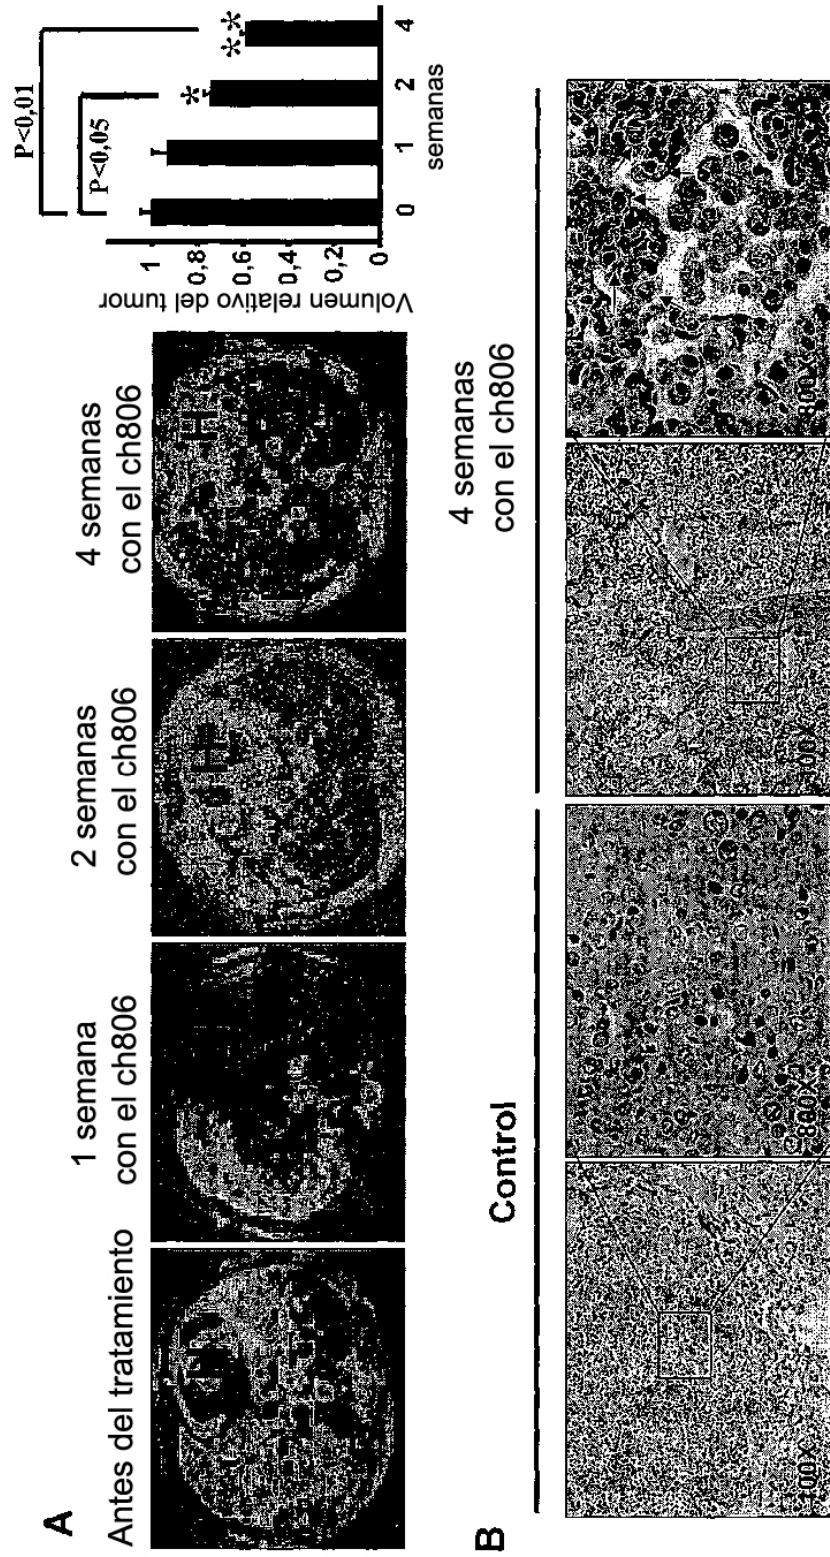 A
Antes del tratamiento
1 semana
con el ch806
2 semanas
con el ch806
4 semanas
con el ch806
P<0,01
P<0,05
* **
Volumen relativo del tumor
1
0,8
0,6
0,4
0,2
0
0 1 2 4
semanas
H
H
B
Control
4 semanas
con el ch806
100X
800X
100X
800X